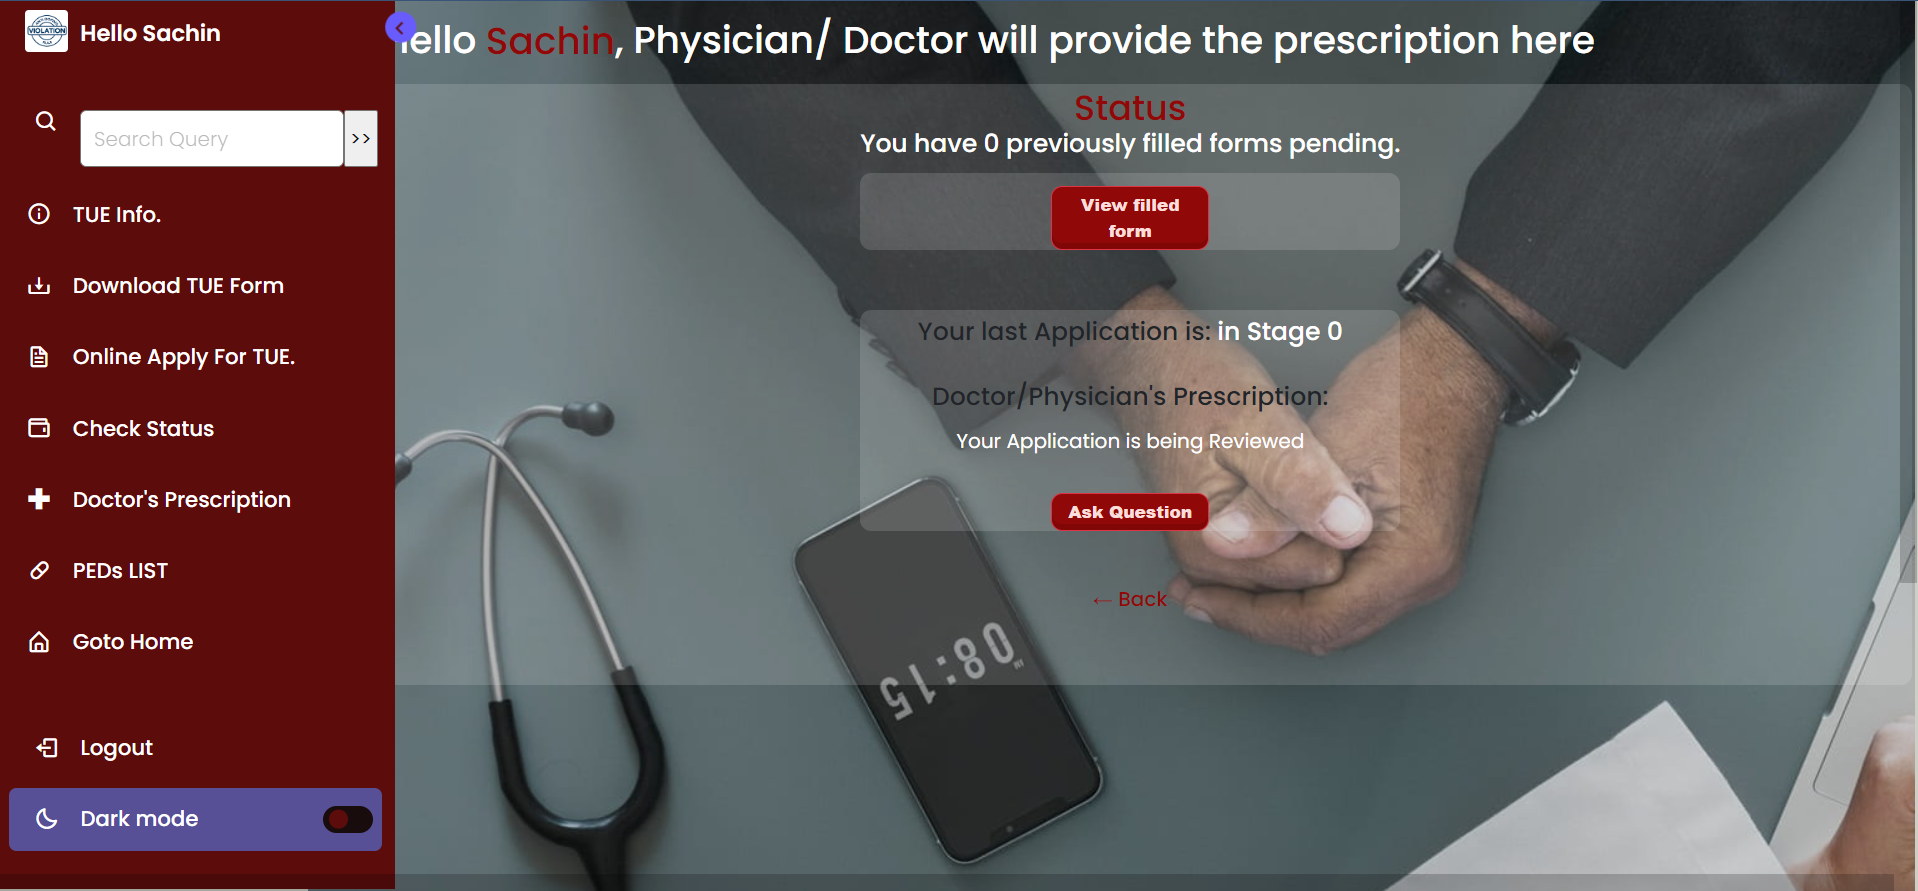 VIOLATION
Hello Sachin
Search Query
>>
TUE Info.
Download TUE Form
Online Apply For TUE.
Check Status
Doctor's Prescription
PEDs LIST
Goto Home
Logout
Dark mode
ello Sachin, Physician/ Doctor will provide the prescription here
Status
You have 0 previously filled forms pending.
View filled
form
Your last Application is: in Stage 0
Doctor/Physician's Prescription:
Your Application is being Reviewed
Ask Question
← Back
08:15
AM